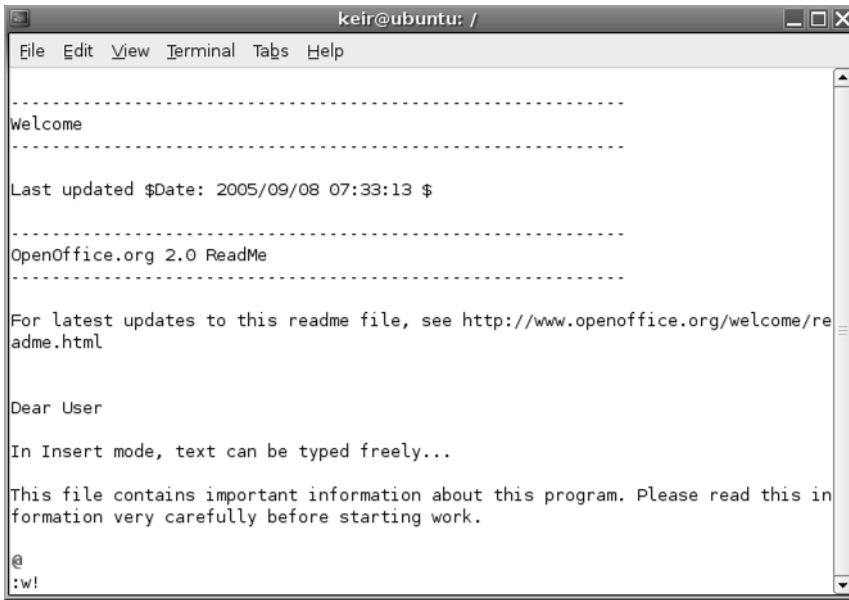 keir@ubuntu: /
File Edit View Terminal Tabs Help
------------------------------------------------------------
Welcome
------------------------------------------------------------
Last updated $Date: 2005/09/08 07:33:13 $
------------------------------------------------------------
OpenOffice.org 2.0 ReadMe
------------------------------------------------------------
For latest updates to this readme file, see http://www.openoffice.org/welcome/re
adme.html
Dear User
In Insert mode, text can be typed freely...
This file contains important information about this program. Please read this in
formation very carefully before starting work.
@
:w!